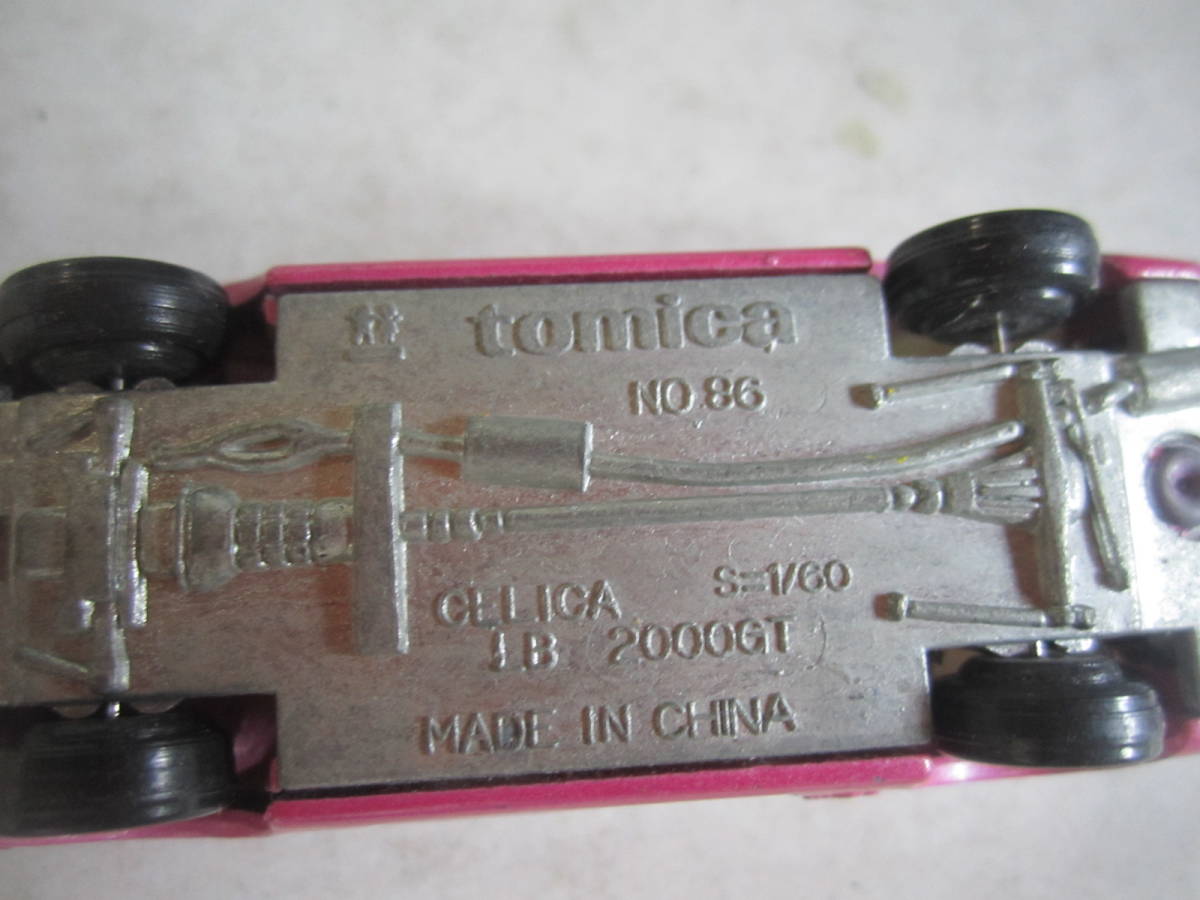 tomica
NO.86
S=1/60
CELICA
LB (2000GT)
MADE IN CHINA